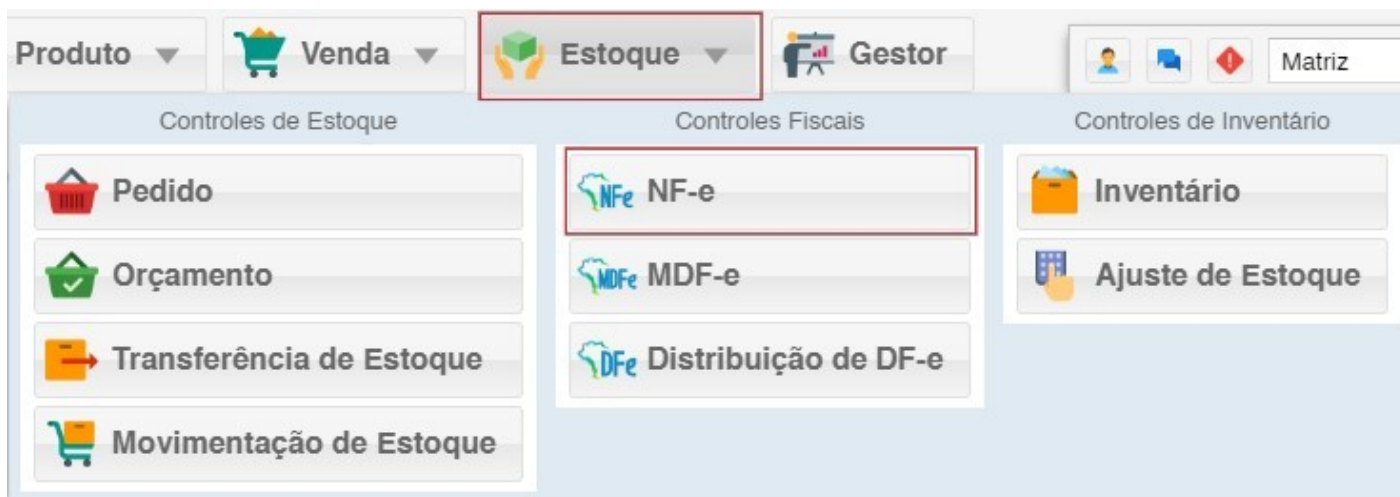 Produto Venda Estoque Gestor Matriz
Controles de Estoque Controles Fiscais Controles de Inventário
Pedido NFe NF-e Inventário
Orçamento MDFe MDF-e Ajuste de Estoque
Transferência de Estoque DFe Distribuição de DF-e
Movimentação de Estoque